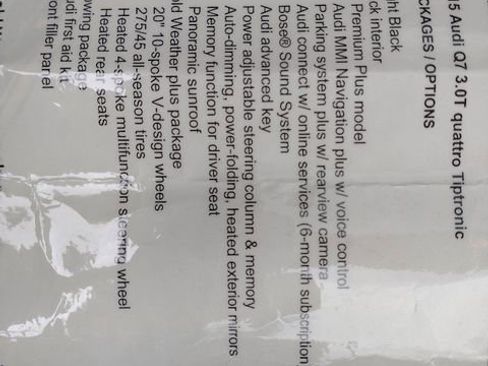 15 Audi Q7 3.0T quattro Tiptronic
CKAGES / OPTIONS
ht Black
ck interior
Premium Plus model
Audi MMI Navigation plus w/ voice control
Parking system plus w/ rearview camera
Audi connect w/ online services (6-month subscription
Bose® Sound System
Audi advanced key
Power adjustable steering column & memory
Auto-dimming, power-folding, heated exterior mirrors
Memory function for driver seat
Panoramic sunroof
ld Weather plus package
20" 10-spoke V-design wheels
275/45 all-season tires
Heated 4-spoke multifunction steering wheel
Heated rear seats
wing package
udi first aid kit
ont filler panel